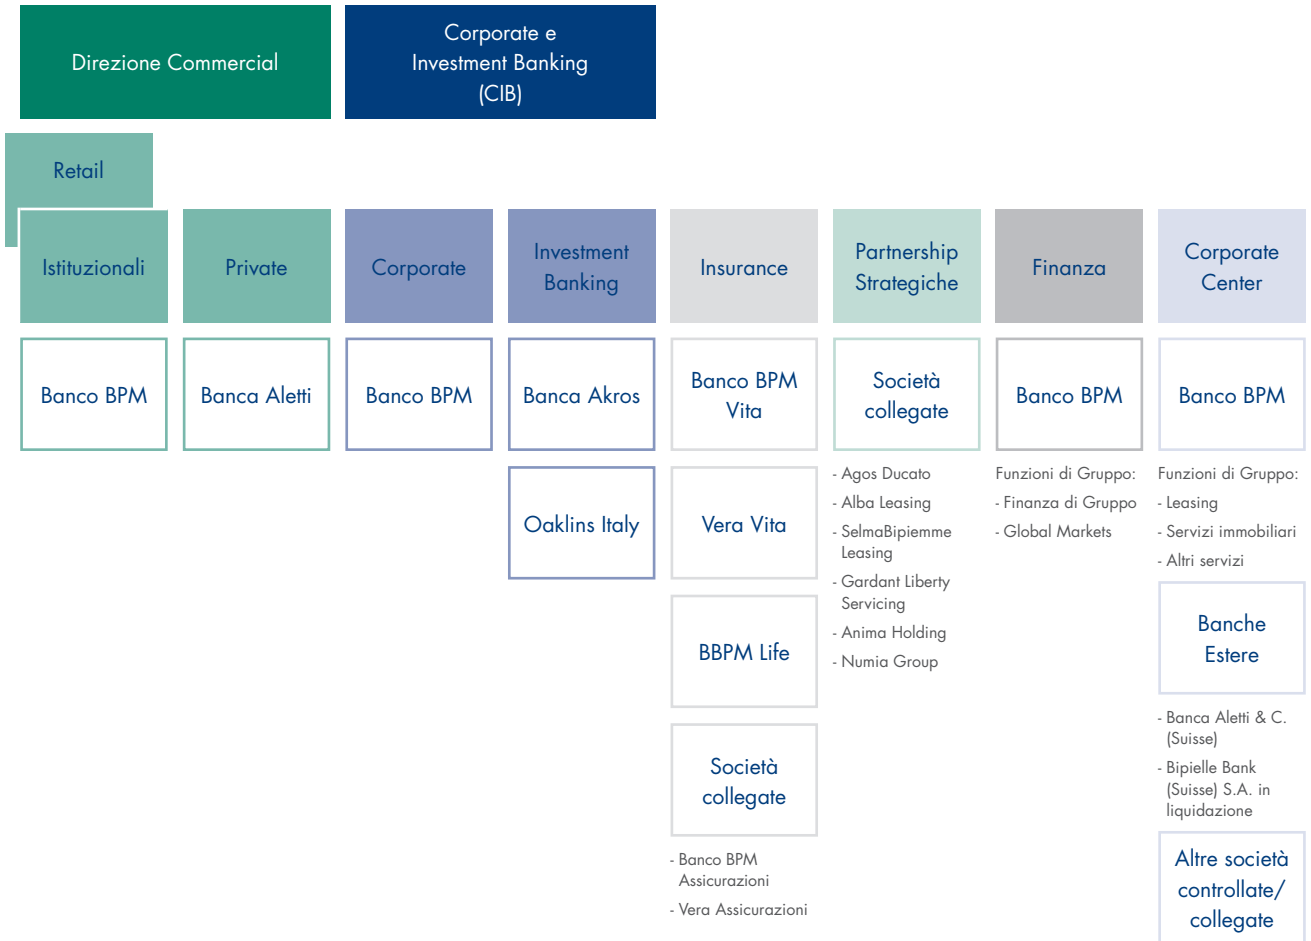 Direzione Commercial
Corporate e
Investment Banking
(CIB)
Retail
Istituzionali
Private
Corporate
Investment
Banking
Insurance
Partnership
Strategiche
Finanza
Corporate
Center
Banco BPM
Banca Aletti
Banco BPM
Banca Akros
Banco BPM
Vita
Società
collegate
Banco BPM
Banco BPM
Oaklins Italy
Vera Vita
BBPM Life
Società
collegate
- Banco BPM
Assicurazioni
- Vera Assicurazioni
- Agos Ducato
- Alba Leasing
- SelmaBipiemme
Leasing
- Gardant Liberty
Servicing
- Anima Holding
- Numia Group
Funzioni di Gruppo:
- Finanza di Gruppo
- Global Markets
Funzioni di Gruppo:
- Leasing
- Servizi immobiliari
- Altri servizi
Banche
Estere
- Banca Aletti & C.
(Suisse)
- Bipielle Bank
(Suisse) S.A. in
liquidazione
Altre società
controllate/
collegate